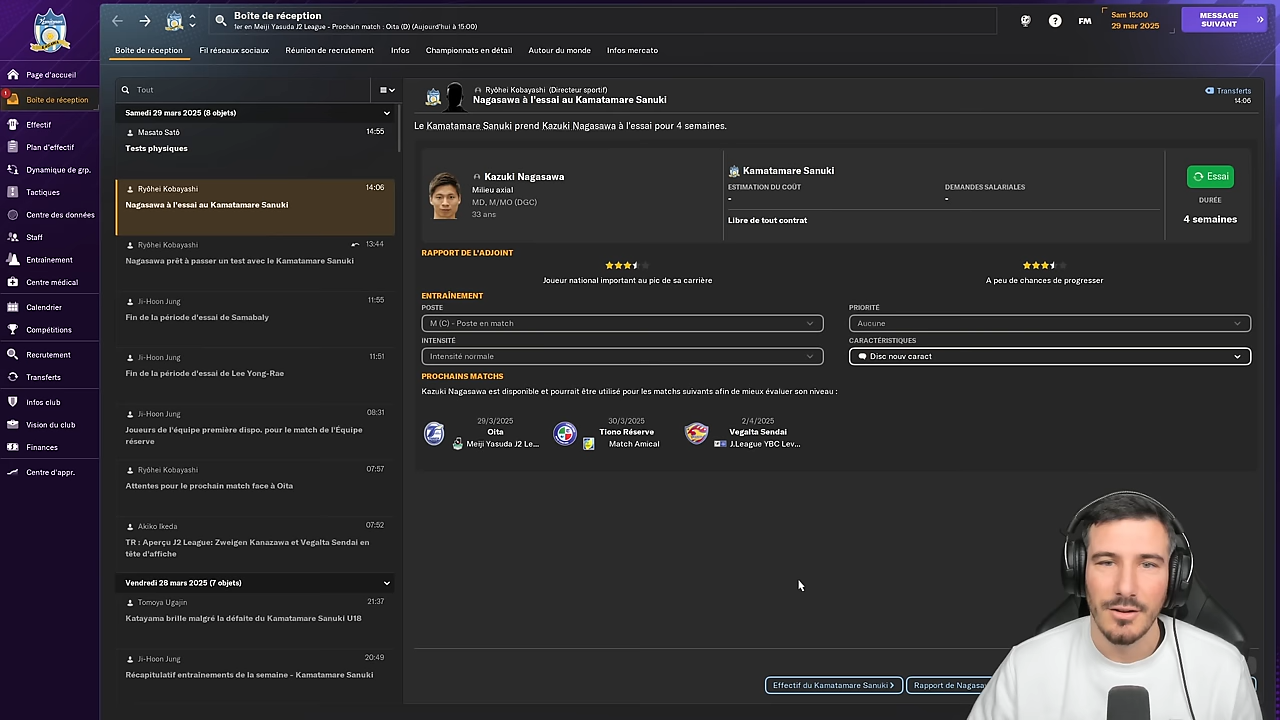 Boîte de réception
1er en Meiji Yasuda J2 League - Prochain match : Oita (D) (Aujourd'hui à 15:00)
FM
Sam 15:00
29 mar 2025
MESSAGE
SUIVANT
Boîte de réception
Fil réseaux sociaux
Réunion de recrutement
Infos
Championnats en détail
Autour du monde
Infos mercato
Page d'accueil
1
Boîte de réception
Effectif
Plan d'effectif
Dynamique de grp.
Tactiques
Centre des données
Staff
Entraînement
Centre médical
Calendrier
Compétitions
Recrutement
Transferts
Infos club
Vision du club
Finances
Centre d'appr.
Tout
Samedi 29 mars 2025 (8 objets)
Masato Satō
14:55
Tests physiques
Ryōhei Kobayashi
14:06
Nagasawa à l'essai au Kamatamare Sanuki
Ryōhei Kobayashi
13:44
Nagasawa prêt à passer un test avec le Kamatamare Sanuki
Ji-Hoon Jung
11:55
Fin de la période d'essai de Samabaly
Ji-Hoon Jung
11:51
Fin de la période d'essai de Lee Yong-Rae
Ji-Hoon Jung
08:31
Joueurs de l'équipe première dispo. pour le match de l'Équipe
réserve
Ryōhei Kobayashi
07:57
Attentes pour le prochain match face à Oita
Akiko Ikeda
07:52
TR : Aperçu J2 League: Zweigen Kanazawa et Vegalta Sendai en
tête d'affiche
Vendredi 28 mars 2025 (7 objets)
Tomoya Ugajin
21:37
Katayama brille malgré la défaite du Kamatamare Sanuki U18
Ji-Hoon Jung
20:49
Récapitulatif entraînements de la semaine - Kamatamare Sanuki
Ryōhei Kobayashi (Directeur sportif)
Nagasawa à l'essai au Kamatamare Sanuki
Transferts
14:06
Le Kamatamare Sanuki prend Kazuki Nagasawa à l'essai pour 4 semaines.
Kazuki Nagasawa
Milieu axial
MD, M/MO (DGC)
33 ans
Kamatamare Sanuki
ESTIMATION DU COÛT
-
DEMANDES SALARIALES
-
Libre de tout contrat
Essai
DURÉE
4 semaines
RAPPORT DE L'ADJOINT
Joueur national important au pic de sa carrière
A peu de chances de progresser
ENTRAÎNEMENT
POSTE
M (C) - Poste en match
PRIORITÉ
Aucune
INTENSITÉ
Intensité normale
CARACTÉRISTIQUES
Disc nouv caract
PROCHAINS MATCHS
Kazuki Nagasawa est disponible et pourrait être utilisé pour les matchs suivants afin de mieux évaluer son niveau :
29/3/2025
Oita
Meiji Yasuda J2 Le...
30/3/2025
Tiono Réserve
Match Amical
2/4/2025
Vegalta Sendai
J.League YBC Lev...
Effectif du Kamatamare Sanuki
Rapport de Nagasaw